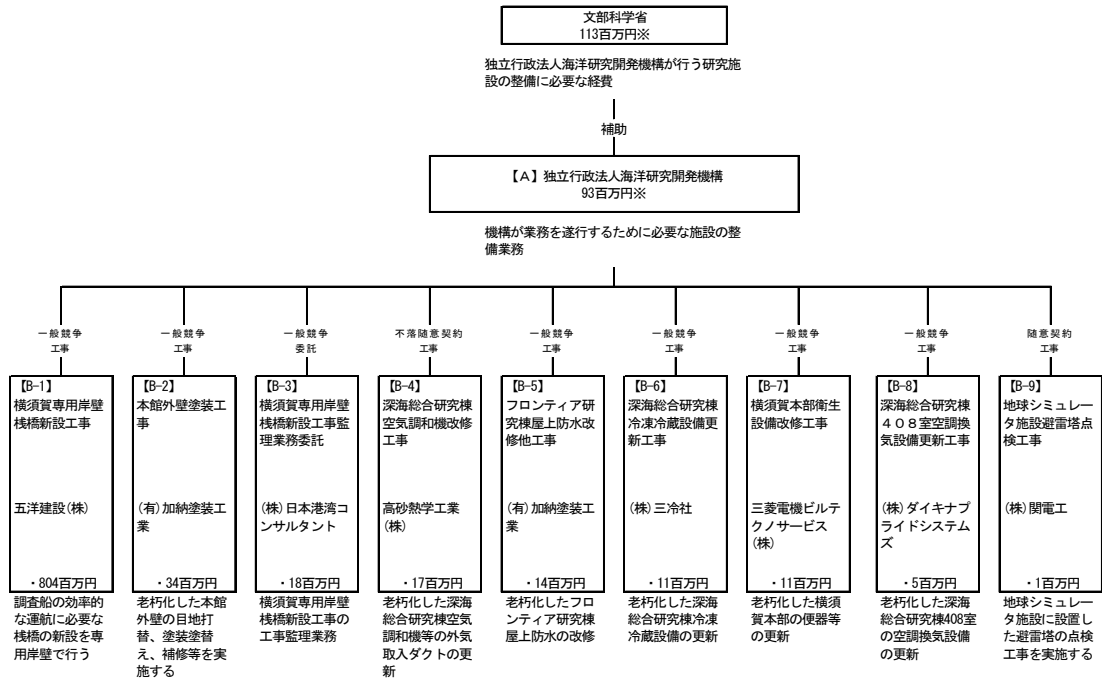 文部科学省
113百万円※
独立行政法人海洋研究開発機構が行う研究施
設の整備に必要な経費
補助
【A】独立行政法人海洋研究開発機構
93百万円※
機構が業務を遂行するために必要な施設の整
備業務
一般競争
工事
【B-1】
横須賀専用岸壁
桟橋新設工事
五洋建設(株)
・804百万円
調査船の効率的
な運航に必要な
桟橋の新設を専
用岸壁で行う
一般競争
工事
【B-2】
本館外壁塗装工
事
(有)加納塗装工
業
・34百万円
老朽化した本館
外壁の目地打
替、塗装塗替
え、補修等を実
施する
一般競争
委託
【B-3】
横須賀専用岸壁
桟橋新設工事監
理業務委託
(株)日本港湾コ
ンサルタント
・18百万円
横須賀専用岸壁
桟橋新設工事の
工事監理業務
不落随意契約
工事
【B-4】
深海総合研究棟
空気調和機改修
工事
高砂熱学工業
(株)
・17百万円
老朽化した深海
総合研究棟空気
調和機等の外気
取入ダクトの更
新
一般競争
工事
【B-5】
フロンティア研
究棟屋上防水改
修他工事
(有)加納塗装工
業
・14百万円
老朽化したフロ
ンティア研究棟
屋上防水の改修
一般競争
工事
【B-6】
深海総合研究棟
冷凍冷蔵設備更
新工事
(株)三冷社
・11百万円
老朽化した深海
総合研究棟冷凍
冷蔵設備の更新
一般競争
工事
【B-7】
横須賀本部衛生
設備改修工事
三菱電機ビルテ
クノサービス
(株)
・11百万円
老朽化した横須
賀本部の便器等
の更新
一般競争
工事
【B-8】
深海総合研究棟
４０８室空調換
気設備更新工事
(株)ダイキナプ
ライドシステム
ズ
・5百万円
老朽化した深海
総合研究棟408室
の空調換気設備
の更新
随意契約
工事
【B-9】
地球シミュレー
タ施設避雷塔点
検工事
(株)関電工
・1百万円
地球シミュレー
タ施設に設置し
た避雷塔の点検
工事を実施する